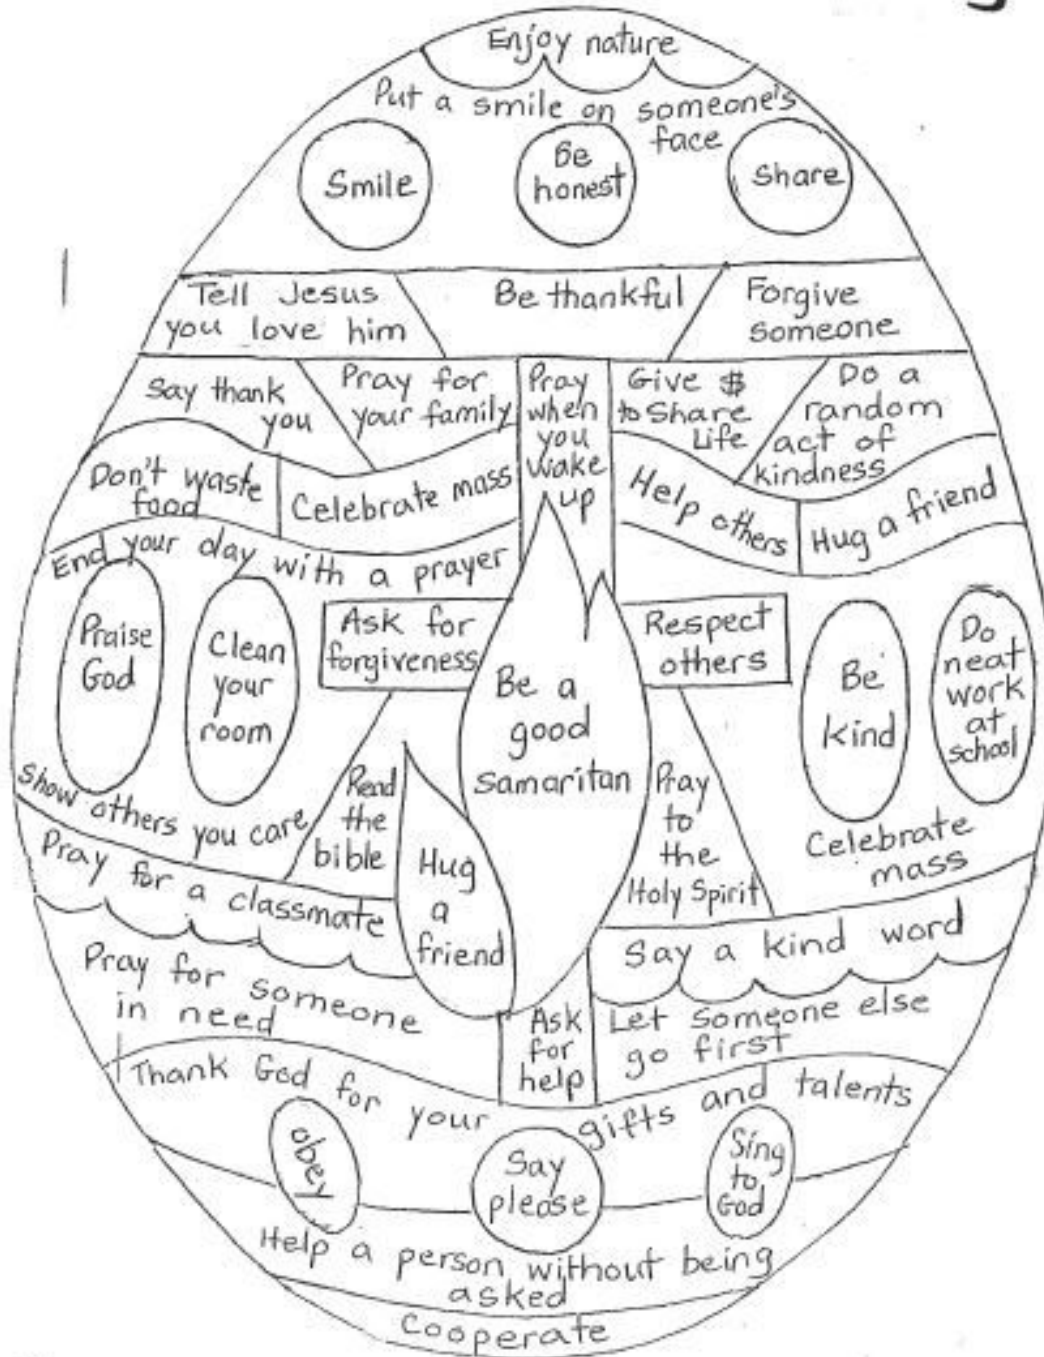 Enjoy nature
Put a smile on someone's
face
Smile
Be
honest
Share
Tell Jesus
you love him
Be thankful
Forgive
someone
Say thank
you
Pray for
your family
Pray
when
you
wake
up
Give $
to Share
Life
Do a
random
act of
kindness
Don't waste
food
Celebrate mass
Help others
Hug a friend
End your day with a prayer
Praise
God
Clean
your
room
Ask for
forgiveness
Be a
good
Samaritan
Respect
others
Be
kind
Do
neat
work
at
school
Show others you care
Read
the
bible
Hug
a
friend
Pray
to
the
Holy Spirit
Celebrate
mass
Pray for a classmate
Say a kind word
Pray for someone
in need
Ask
for
help
Let someone else
go first
Thank God for your gifts and talents
obey
Say
please
Sing
to
God
Help a person without being
asked
Cooperate